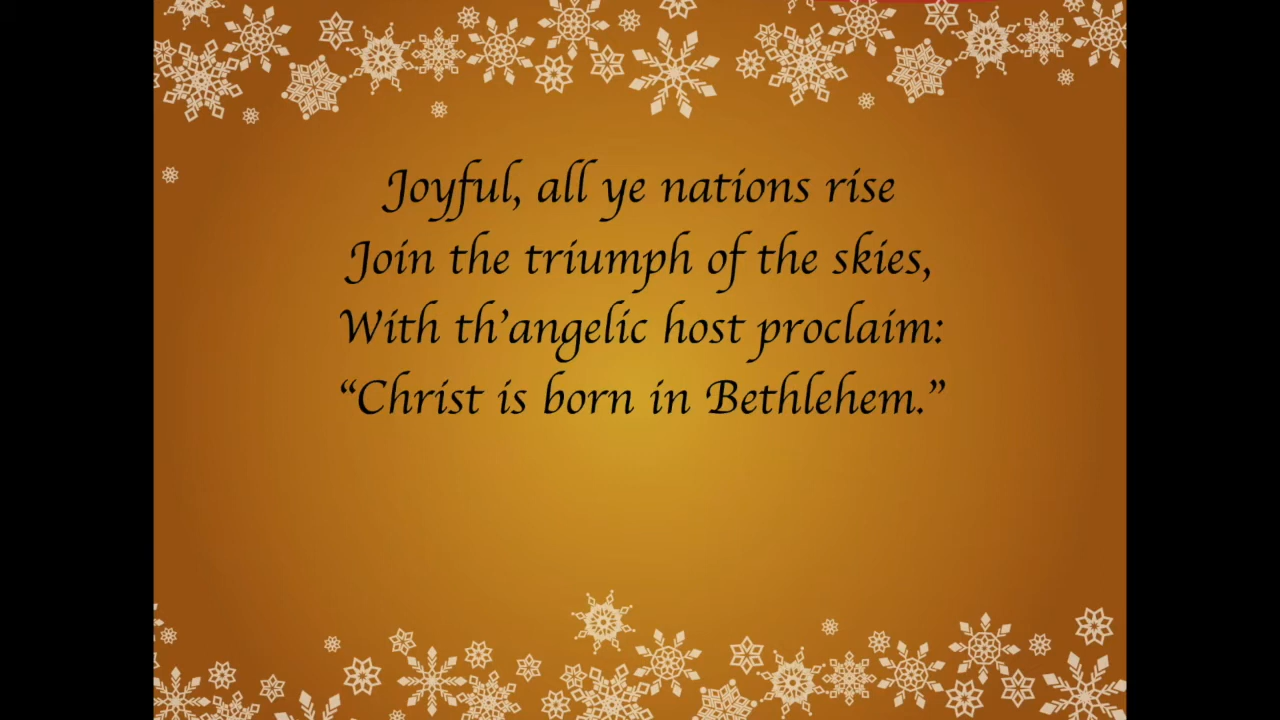 Joyful, all ye nations rise
Join the triumph of the skies,
With th’angelic host proclaim:
“Christ is born in Bethlehem.”